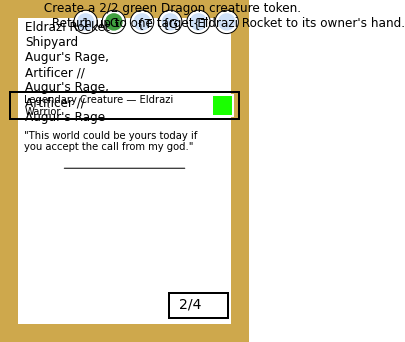 Create a 2/2 green Dragon creature token.
Return up to one target Eldrazi Rocket to its owner's hand.
Eldrazi Rocket
Shipyard
Augur's Rage,
Artificer //
Augur's Rage,
Artificer //
Augur's Rage
Legendary Creature — Eldrazi
Warrior
"This world could be yours today if
you accept the call from my god."
2/4